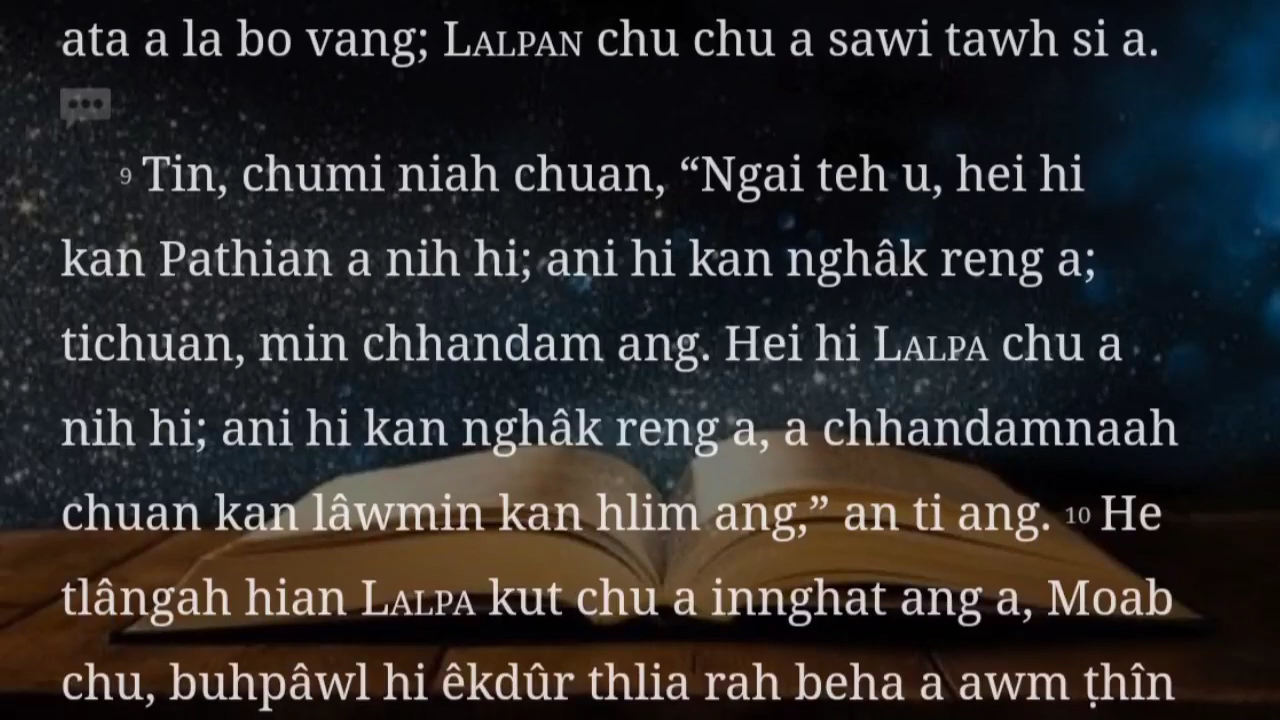 ata a la bo vang; LALPAN chu chu a sawi tawh si a.
9 Tin, chumi niah chuan, “Ngai teh u, hei hi
kan Pathian a nih hi; ani hi kan nghâk reng a;
tichuan, min chhandam ang. Hei hi LALPA chu a
nih hi; ani hi kan nghâk reng a, a chhandamnaah
chuan kan lâwmin kan hlim ang,” an ti ang. 10 He
tlângah hian LALPA kut chu a innghat ang a, Moab
chu, buhpâwl hi êkdûr thlia rah beha a awm ṭhîn